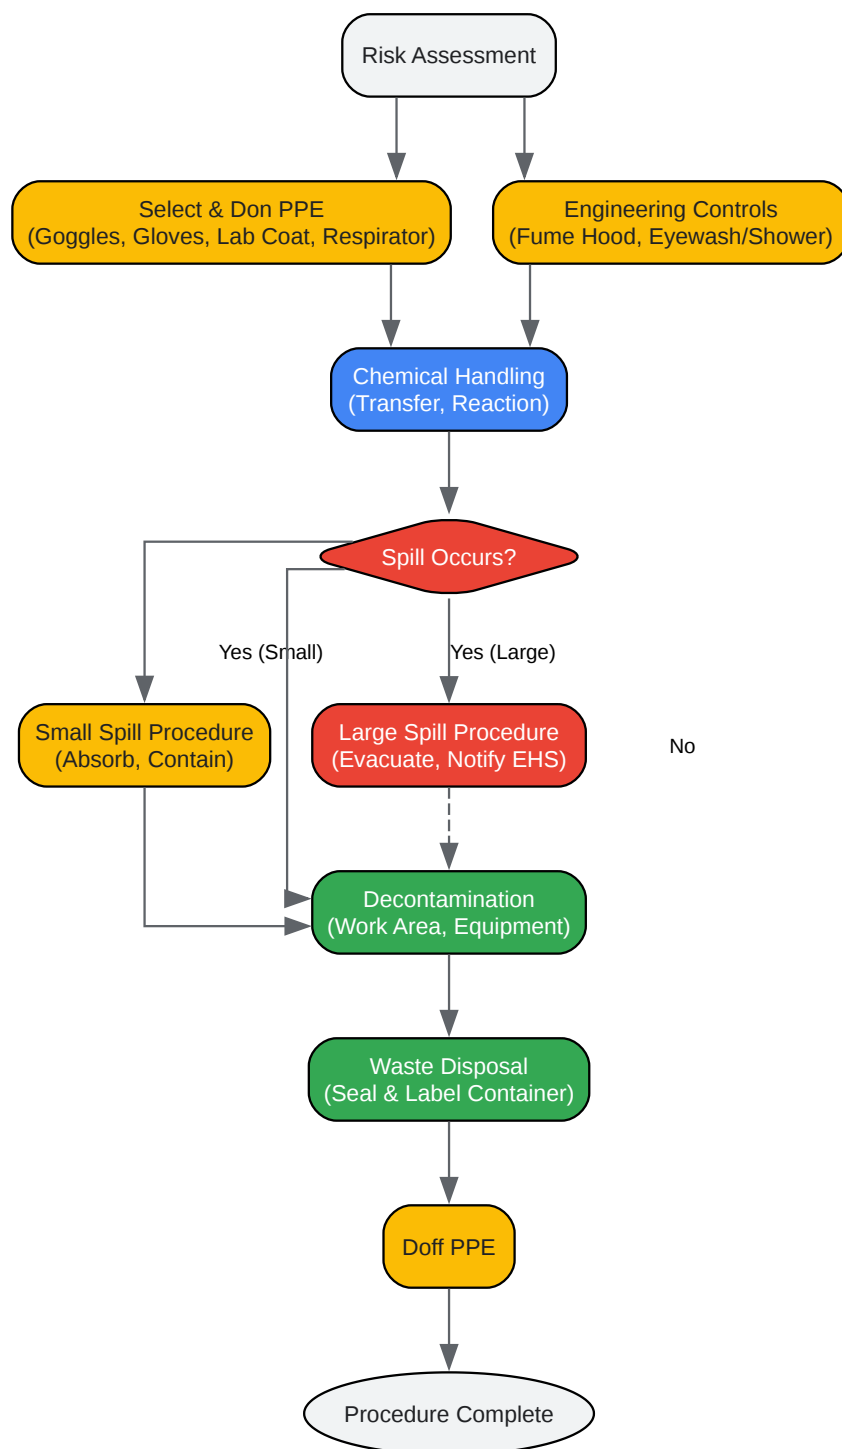 Risk Assessment
Select & Don PPE
(Goggles, Gloves, Lab Coat, Respirator)
Engineering Controls
(Fume Hood, Eyewash/Shower)
Chemical Handling
(Transfer, Reaction)
Spill Occurs?
Yes (Small)
Yes (Large)
Small Spill Procedure
(Absorb, Contain)
Large Spill Procedure
(Evacuate, Notify EHS)
No
Decontamination
(Work Area, Equipment)
Waste Disposal
(Seal & Label Container)
Doff PPE
Procedure Complete